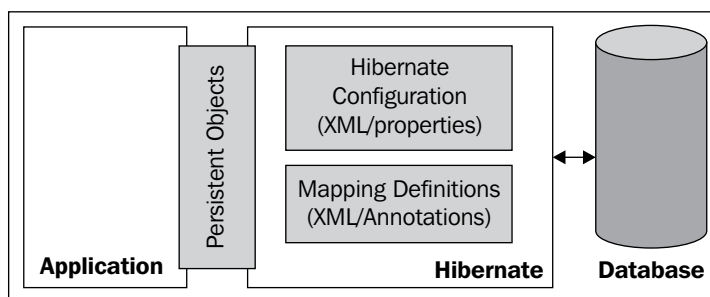 Persistent Objects
Hibernate
Configuration
(XML/properties)
Mapping Definitions
(XML/Annotations)
Application
Hibernate
Database